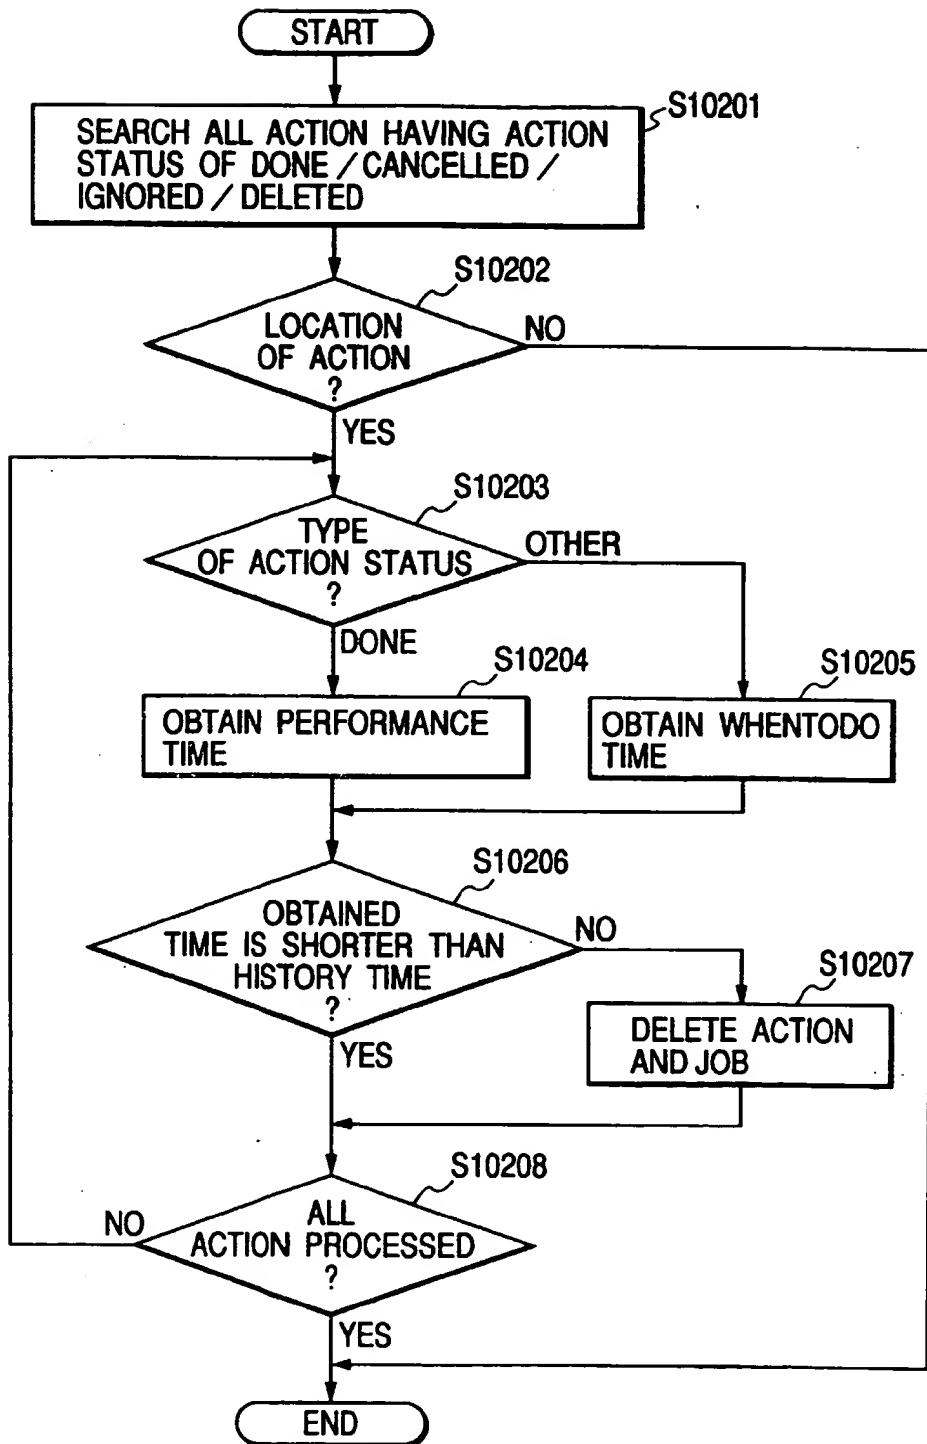 START
S10201
SEARCH ALL ACTION HAVING ACTION
STATUS OF DONE / CANCELLED /
IGNORED / DELETED
S10202
LOCATION
OF ACTION
?
NO
YES
S10203
TYPE
OF ACTION STATUS
?
OTHER
DONE
S10204
OBTAIN PERFORMANCE
TIME
S10205
OBTAIN WHENTODO
TIME
S10206
OBTAINED
TIME IS SHORTER THAN
HISTORY TIME
?
NO
YES
S10207
DELETE ACTION
AND JOB
S10208
ALL
ACTION PROCESSED
?
NO
YES
END